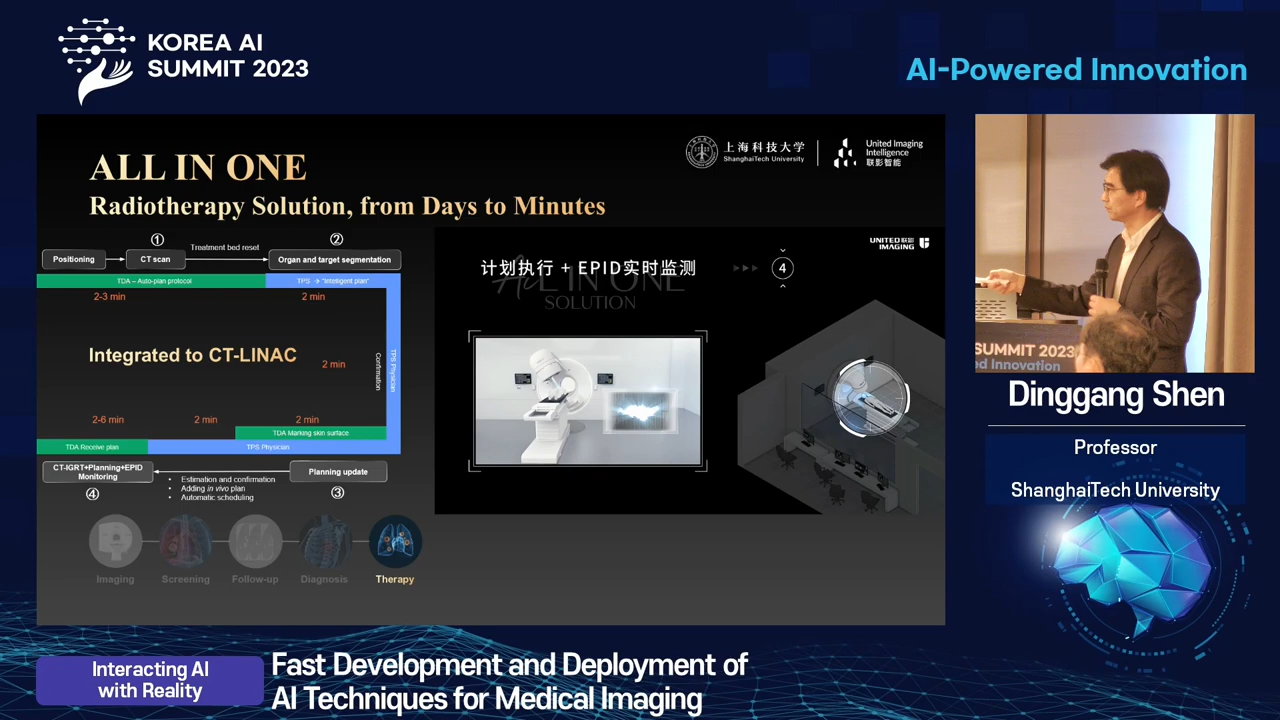 KOREA AI
SUMMIT 2023
AI-Powered Innovation
ALL IN ONE
Radiotherapy Solution, from Days to Minutes
上海科技大学
ShanghaiTech University
United Imaging
Intelligence
联影智能
①
②
Positioning
CT scan
Treatment bed reset
Organ and target segmentation
TDA – Auto-plan protocol
TPS → "Intelligent plan"
2-3 min
2 min
Integrated to CT-LINAC
2 min
Confirmation
TPS Physician
2-6 min
2 min
2 min
TDA Marking skin surface
TDA Receive plan
TPS Physician
CT-IGRT+Planning+EPID
Monitoring
Planning update
• Estimation and confirmation
• Adding in vivo plan
• Automatic scheduling
④
③
Imaging
Screening
Follow-up
Diagnosis
Therapy
UNITED 联影
IMAGING
计划执行 + EPID实时监测
4
ALL IN ONE
SOLUTION
SUMMIT 2023
ed Innovation
Dinggang Shen
Professor
ShanghaiTech University
Interacting AI
with Reality
Fast Development and Deployment of
AI Techniques for Medical Imaging